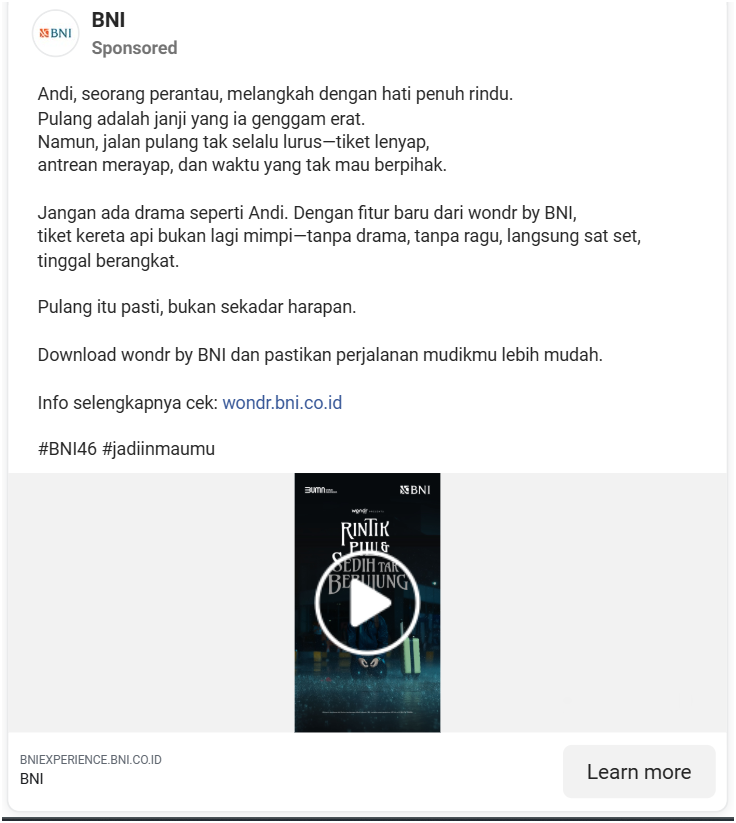 BNI
BNI
Sponsored
Andi, seorang perantau, melangkah dengan hati penuh rindu.
Pulang adalah janji yang ia genggam erat.
Namun, jalan pulang tak selalu lurus—tiket lenyap,
antrean merayap, dan waktu yang tak mau berpihak.
Jangan ada drama seperti Andi. Dengan fitur baru dari wondr by BNI,
tiket kereta api bukan lagi mimpi—tanpa drama, tanpa ragu, langsung sat set,
tinggal berangkat.
Pulang itu pasti, bukan sekadar harapan.
Download wondr by BNI dan pastikan perjalanan mudikmu lebih mudah.
Info selengkapnya cek: wondr.bni.co.id
#BNI46 #jadiinmaumu
BUMN
BNI
wondr
RINTIK
PILU &
SEDIH TAK
BERUJUNG
BNIEXPERIENCE.BNI.CO.ID
BNI
Learn more